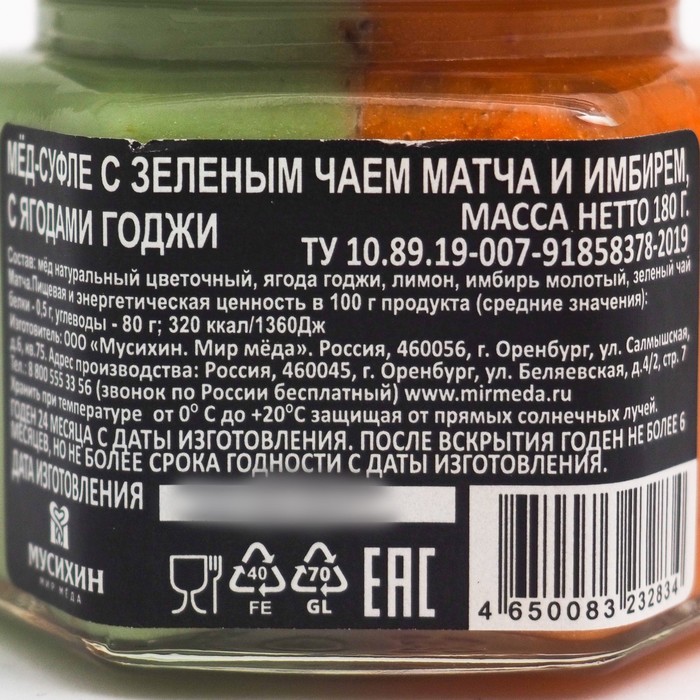 МЁД-СУФЛЕ С ЗЕЛЕНЫМ ЧАЕМ МАТЧА И ИМБИРЕМ,
С ЯГОДАМИ ГОДЖИ
МАССА НЕТТО 180 Г.
ТУ 10.89.19-007-91858378-2019
Состав: мёд натуральный цветочный, ягода годжи, лимон, имбирь молотый, зеленый чай
Матча.Пищевая и энергетическая ценность в 100 г продукта (средние значения):
белки - 0,5 г, углеводы - 80 г; 320 ккал/1360Дж
Изготовитель: ООО «Мусихин. Мир мёда». Россия, 460056, г. Оренбург, ул. Салмышская,
д.6, кв.75. Адрес производства: Россия, 460045, г. Оренбург, ул. Беляевская, д.4/2, стр. 7
Тел.: 8 800 555 33 56 (звонок по России бесплатный) www.mirmeda.ru
Хранить при температуре от 0° С до +20°С защищая от прямых солнечных лучей.
ГОДЕН 24 МЕСЯЦА С ДАТЫ ИЗГОТОВЛЕНИЯ. ПОСЛЕ ВСКРЫТИЯ ГОДЕН НЕ БОЛЕЕ 6
МЕСЯЦЕВ, НО НЕ БОЛЕЕ СРОКА ГОДНОСТИ С ДАТЫ ИЗГОТОВЛЕНИЯ.
ДАТА ИЗГОТОВЛЕНИЯ
МУСИХИН
МИР МЁДА
40
FE
70
GL
ЕАС
4 650083 232834